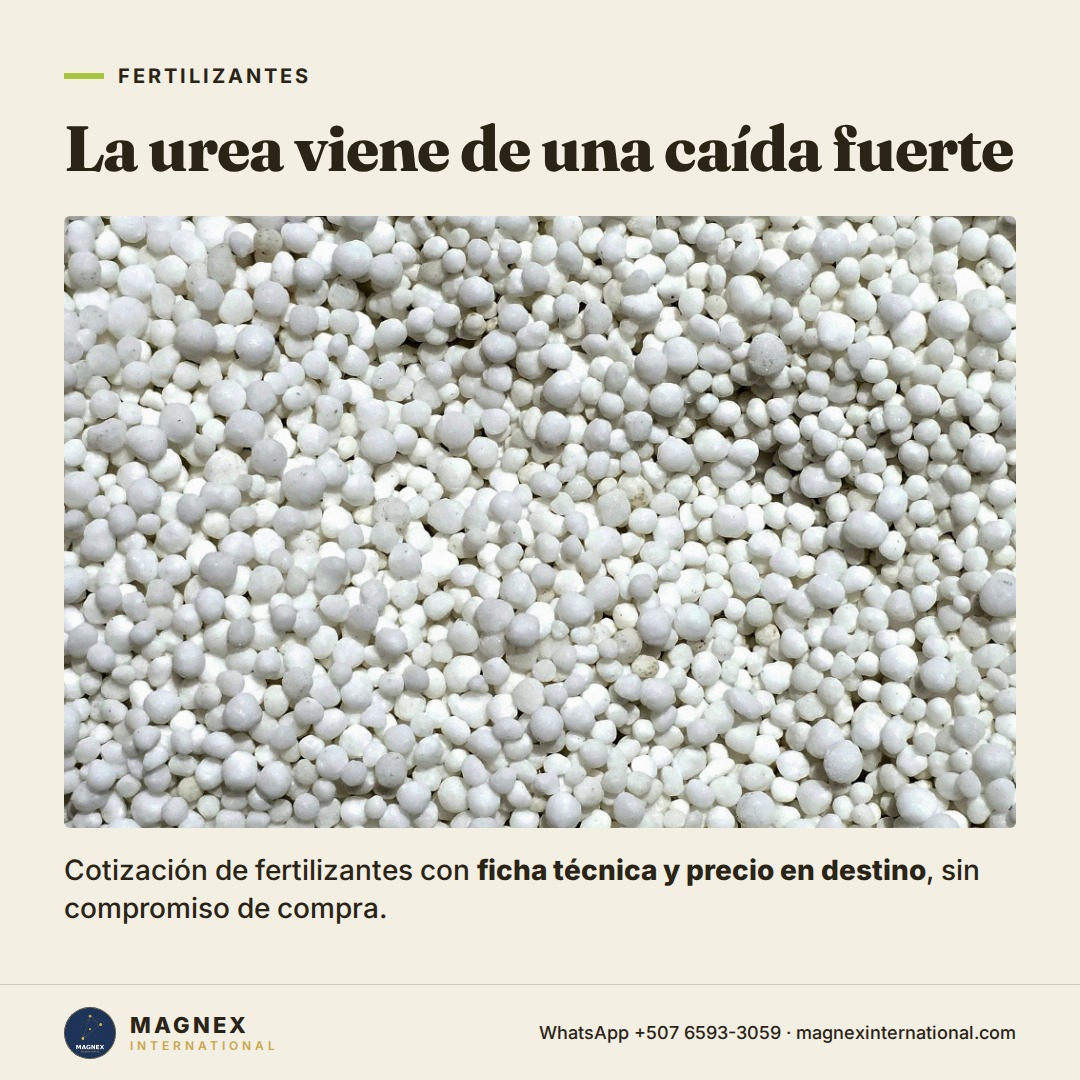 FERTILIZANTES
La urea viene de una caída fuerte
Cotización de fertilizantes con ficha técnica y precio en destino, sin
compromiso de compra.
MAGNEX
MAGNEX
INTERNATIONAL
WhatsApp +507 6593-3059 · magnexinternational.com